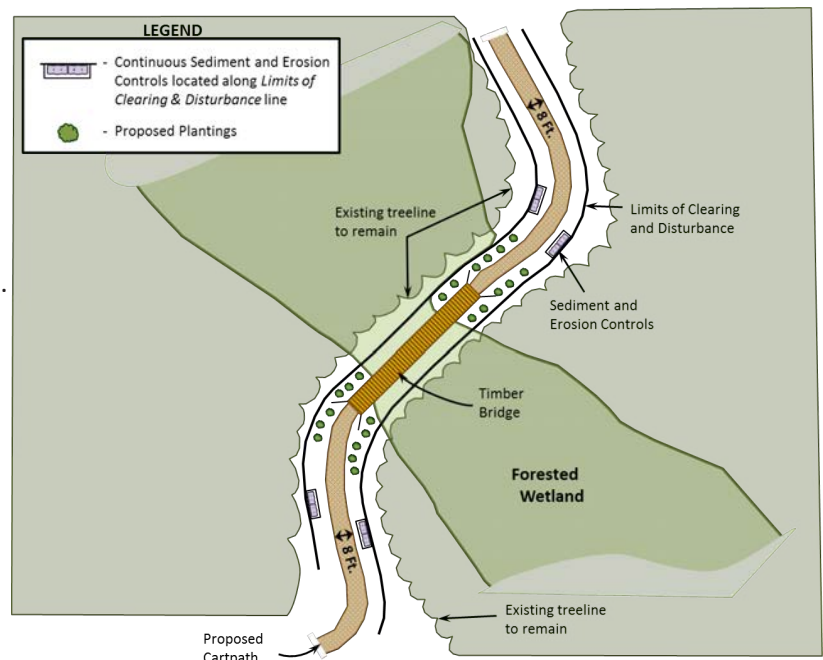 LEGEND
- Continuous Sediment and Erosion
Controls located along Limits of
Clearing & Disturbance line
- Proposed Plantings
8 Ft.
Existing treeline
to remain
Limits of Clearing
and Disturbance
Sediment and
Erosion Controls
Timber
Bridge
Forested
Wetland
8 Ft.
Existing treeline
to remain
Proposed
Cartpath